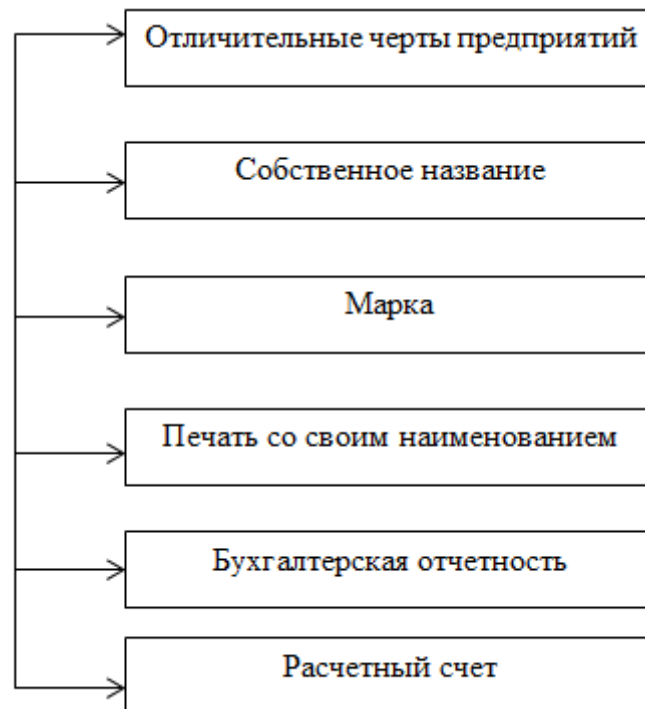 Отличительные черты предприятий
Собственное название
Марка
Печать со своим наименованием
Бухгалтерская отчетность
Расчетный счет